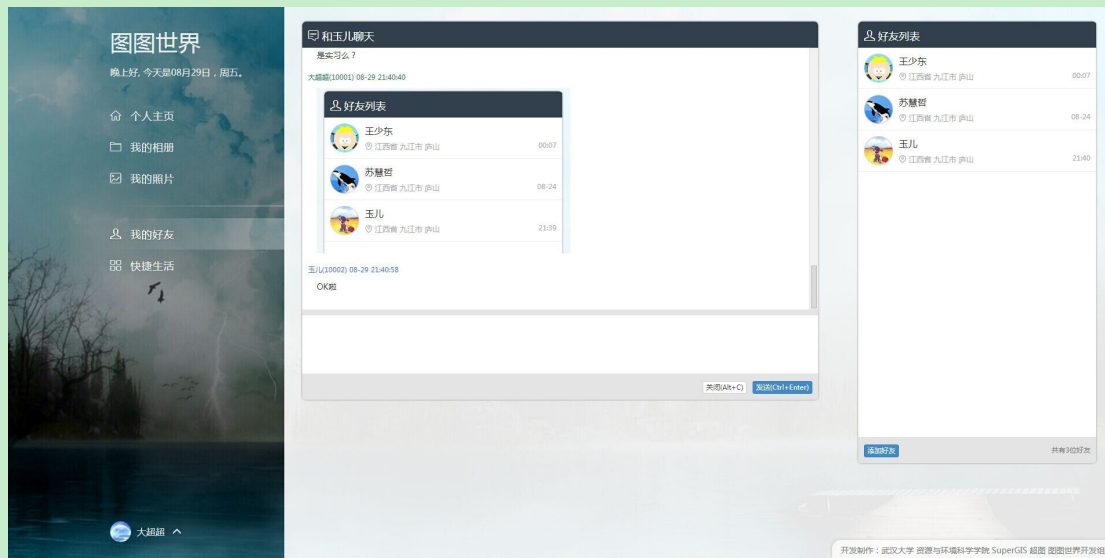 图图世界
晚上好, 今天是08月29日，周五。
个人主页
我的相册
我的照片
我的好友
快捷生活
大超超
和玉儿聊天
是实习么？
大超超(10001) 08-29 21:40:40
好友列表
王少东
江西省 九江市 庐山 00:07
苏慧哲
江西省 九江市 庐山 08-24
玉儿
江西省 九江市 庐山 21:39
玉儿(10002) 08-29 21:40:58
OK啦
关闭(Alt+C) 发送(Ctrl+Enter)
好友列表
王少东
江西省 九江市 庐山 00:07
苏慧哲
江西省 九江市 庐山 08-24
玉儿
江西省 九江市 庐山 21:40
添加好友 共有3位好友
开发制作：武汉大学 资源与环境科学学院 SuperGIS 超图 图图世界开发组